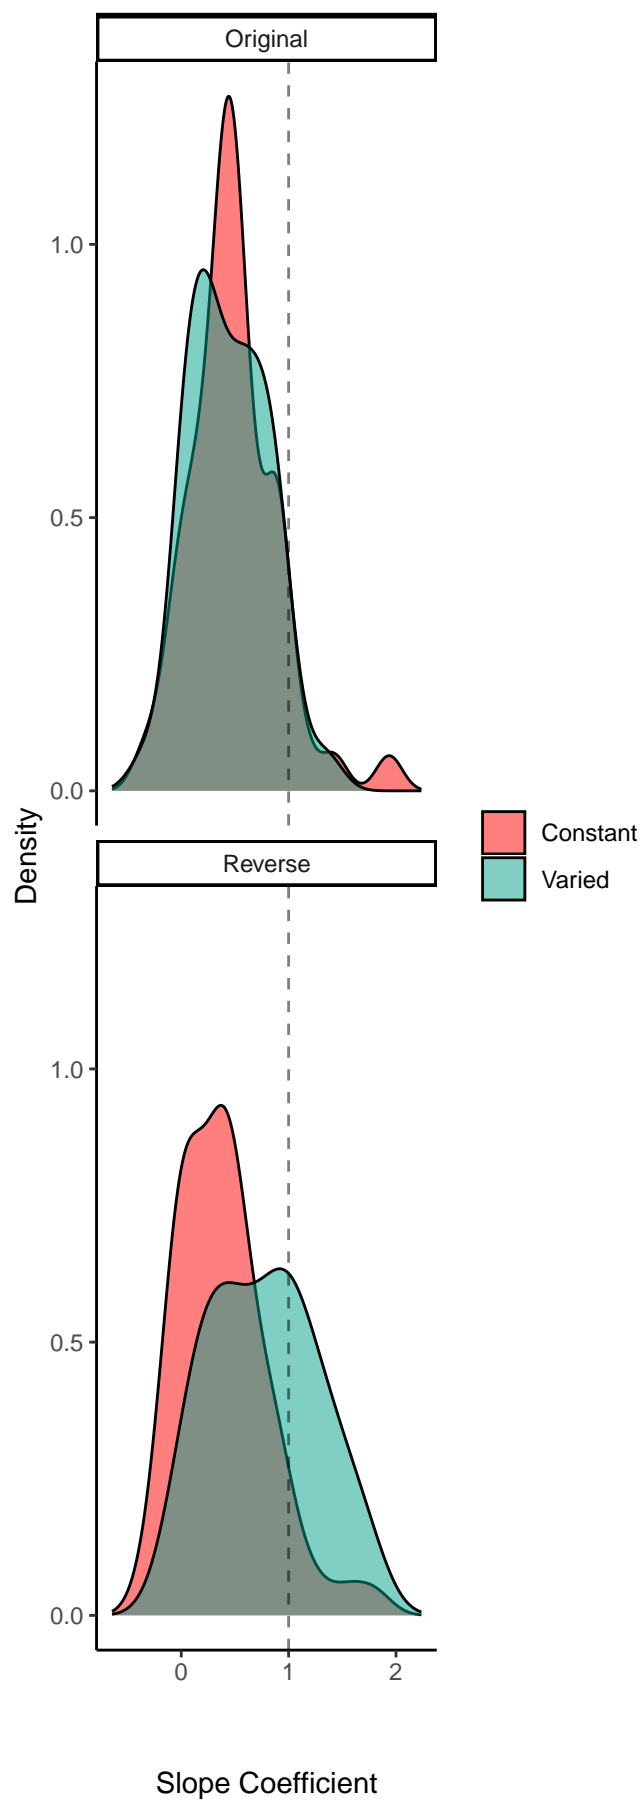 Original
1.0
0.5
0.0
Density
Constant
Varied
Reverse
1.0
0.5
0.0
0 1 2
Slope Coefficient